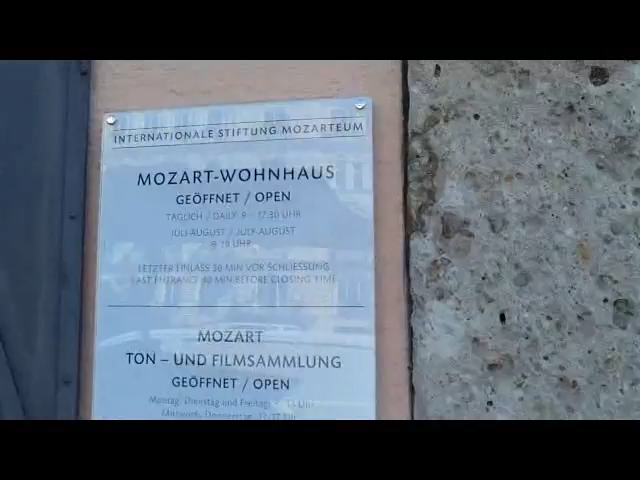 INTERNATIONALE STIFTUNG MOZARTEUM
MOZART-WOHNHAUS
GEÖFFNET / OPEN
TÄGLICH / DAILY 9 - 17.30 UHR
JULI-AUGUST / JULY-AUGUST
UHR
LETZTER EINLASS 30 MIN VOR SCHLIESSUNG
LAST ENTRANCE 30 MIN BEFORE CLOSING TIME
MOZART
TON – UND FILMSAMMLUNG
GEÖFFNET / OPEN
Montag, Dienstag und Freitag: Uhr
Mittwoch, Donnerstag: Uhr